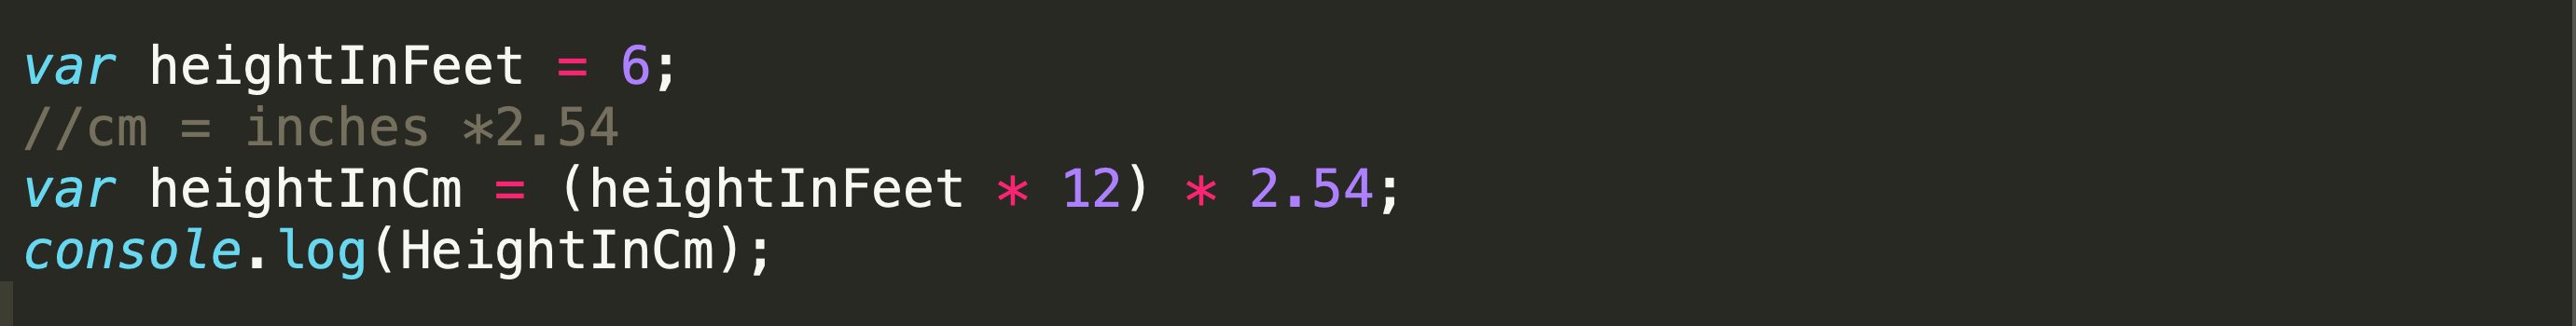 var heightInFeet = 6;
//cm = inches *2.54
var heightInCm = (heightInFeet * 12) * 2.54;
console.log(HeightInCm);